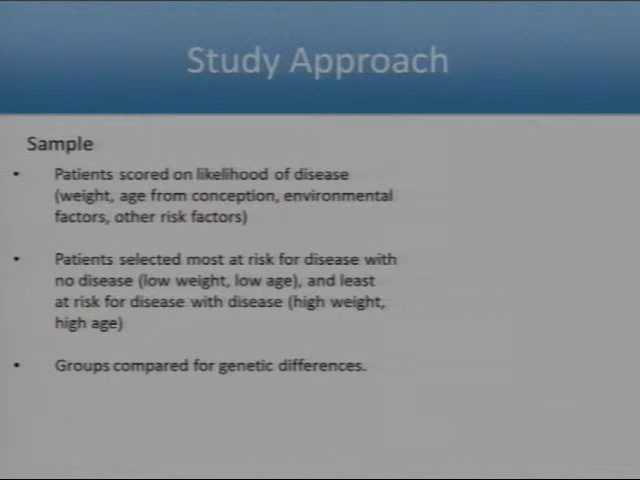 Study Approach
Sample
• Patients scored on likelihood of disease
(weight, age from conception, environmental
factors, other risk factors)
• Patients selected most at risk for disease with
no disease (low weight, low age), and least
at risk for disease with disease (high weight,
high age)
• Groups compared for genetic differences.